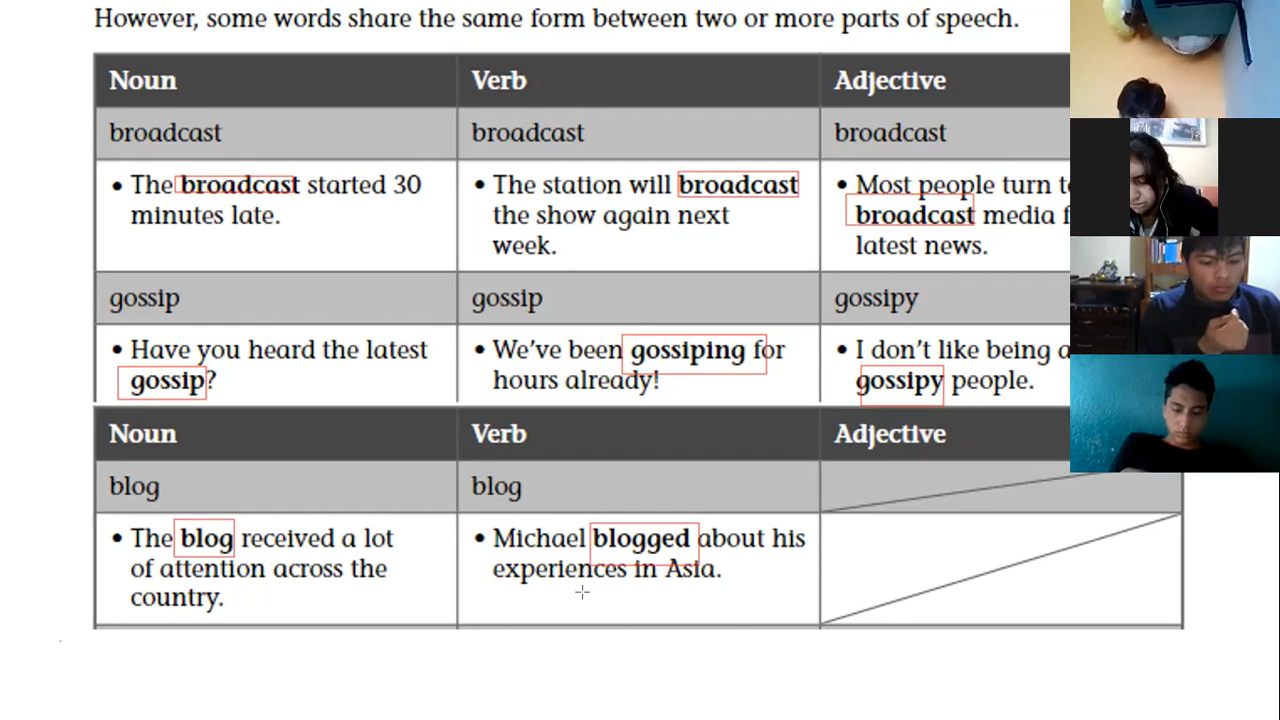 However, some words share the same form between two or more parts of speech.
Noun Verb Adjective
broadcast broadcast broadcast
• The broadcast started 30
minutes late.
• The station will broadcast
the show again next
week.
• Most people turn
broadcast media
latest news.
gossip gossip gossipy
• Have you heard the latest
gossip?
• We've been gossiping for
hours already!
• I don't like being
gossipy people.
Noun Verb Adjective
blog blog
• The blog received a lot
of attention across the
country.
• Michael blogged about his
experiences in Asia.